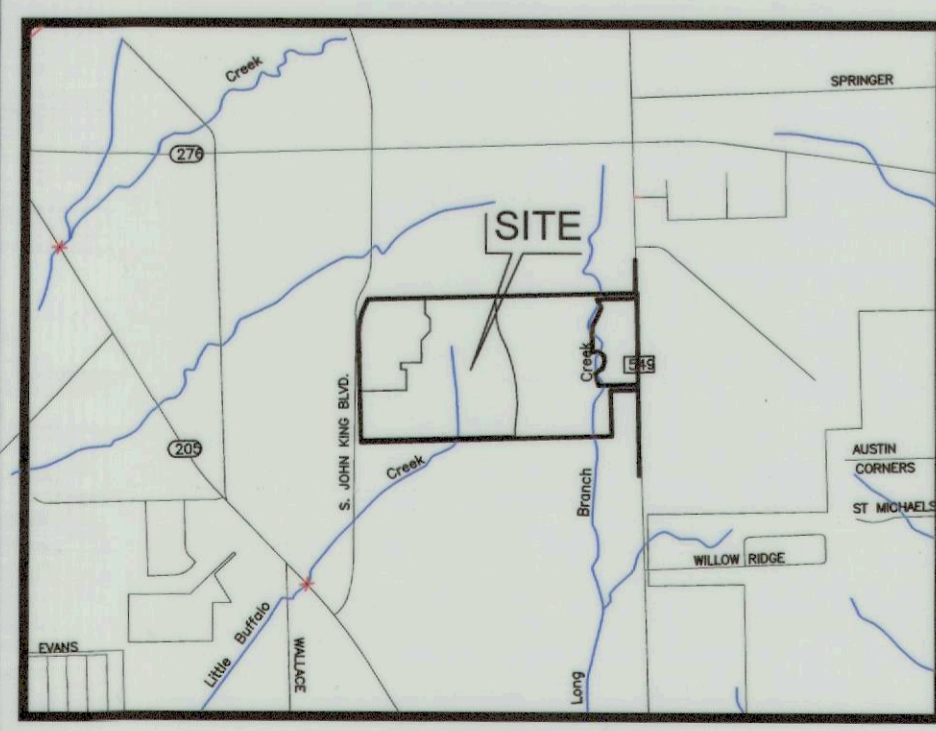 Creek
SPRINGER
276
SITE
Creek
549
S. JOHN KING BLVD.
205
Creek
Branch
AUSTIN
CORNERS
ST MICHAELS
WILLOW RIDGE
Little Buffalo
EVANS
WALLACE
Long